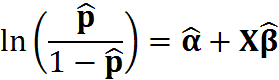 ln(p̂ / (1 − p̂)) = α̂ + Xβ̂